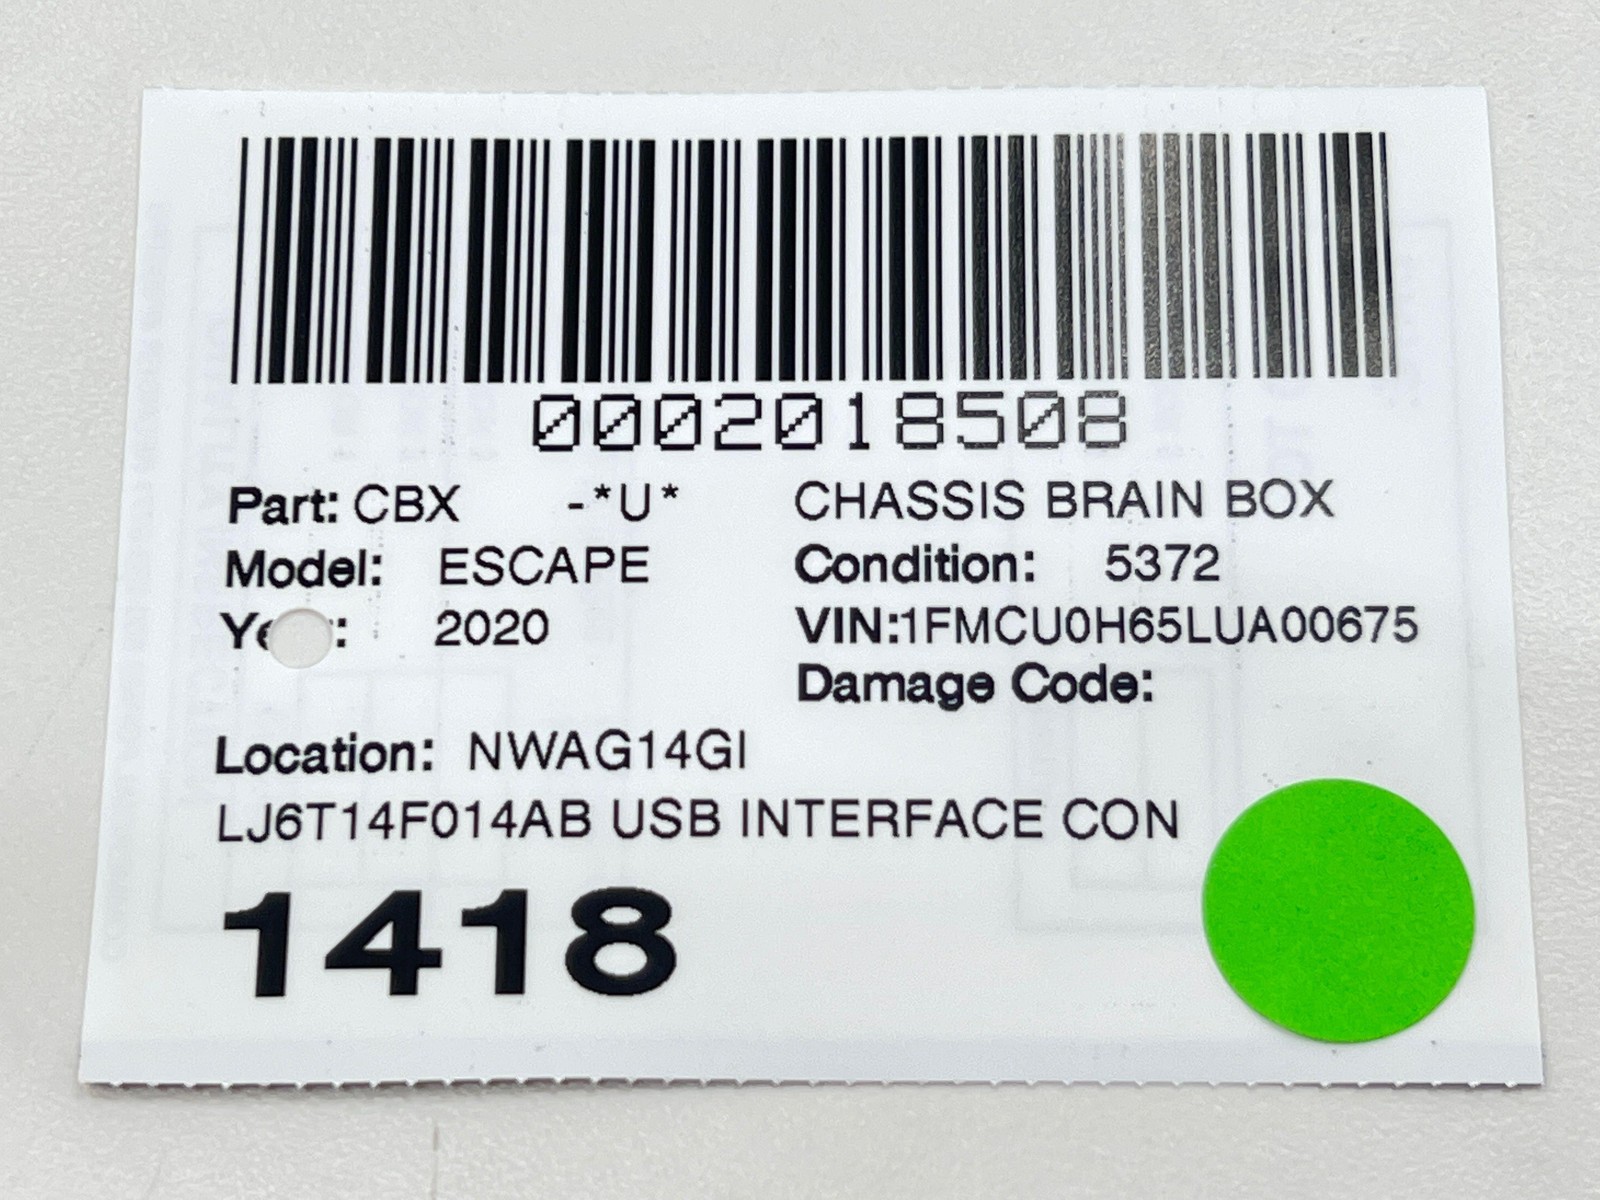 0002018508
Part: CBX -*U* CHASSIS BRAIN BOX
Model: ESCAPE Condition: 5372
2020 VIN:1FMCU0H65LUA00675
Damage Code:
Location: NWAG14GI
LJ6T14F014AB USB INTERFACE CON
1418